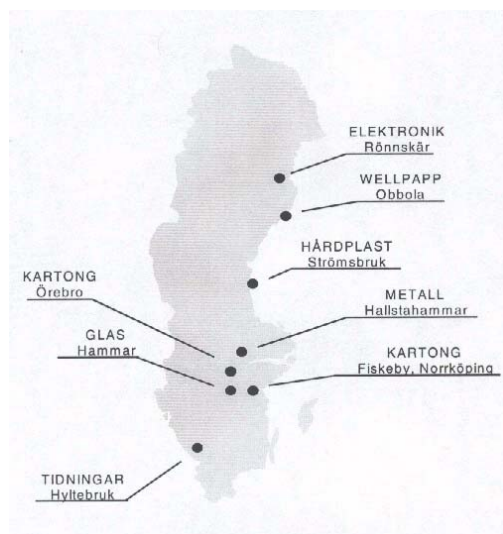 ELEKTRONIK
Rönnskär
WELLPAPP
Obbola
HÅRDPLAST
Strömsbruk
KARTONG
Örebro
METALL
Hallstahammar
GLAS
Hammar
KARTONG
Fiskeby, Norrköping
TIDNINGAR
Hyltebruk